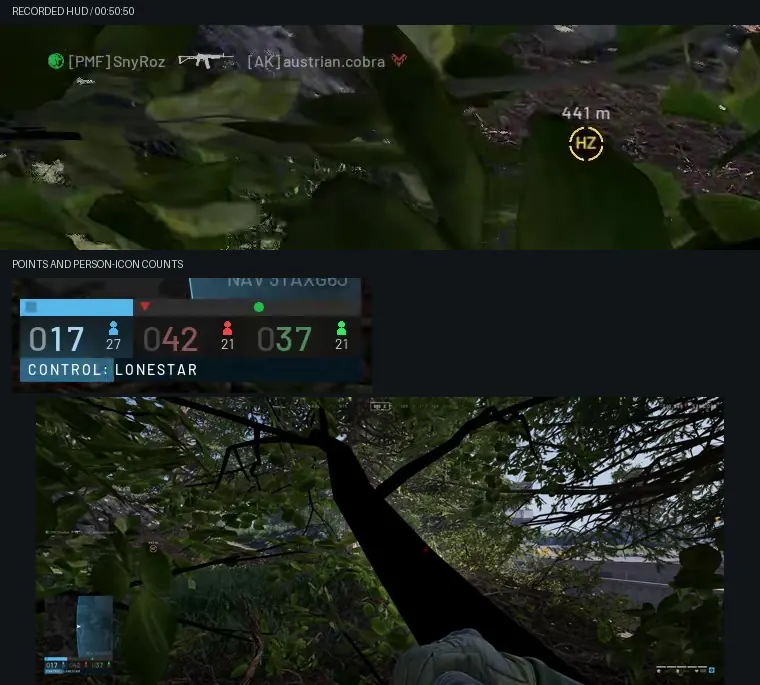 RECORDED HUD / 00:50:50
[PMF] SnyRoz [AK] austrian.cobra
441 m
HZ
POINTS AND PERSON-ICON COUNTS
017 27 042 21 037 21
CONTROL: LONESTAR